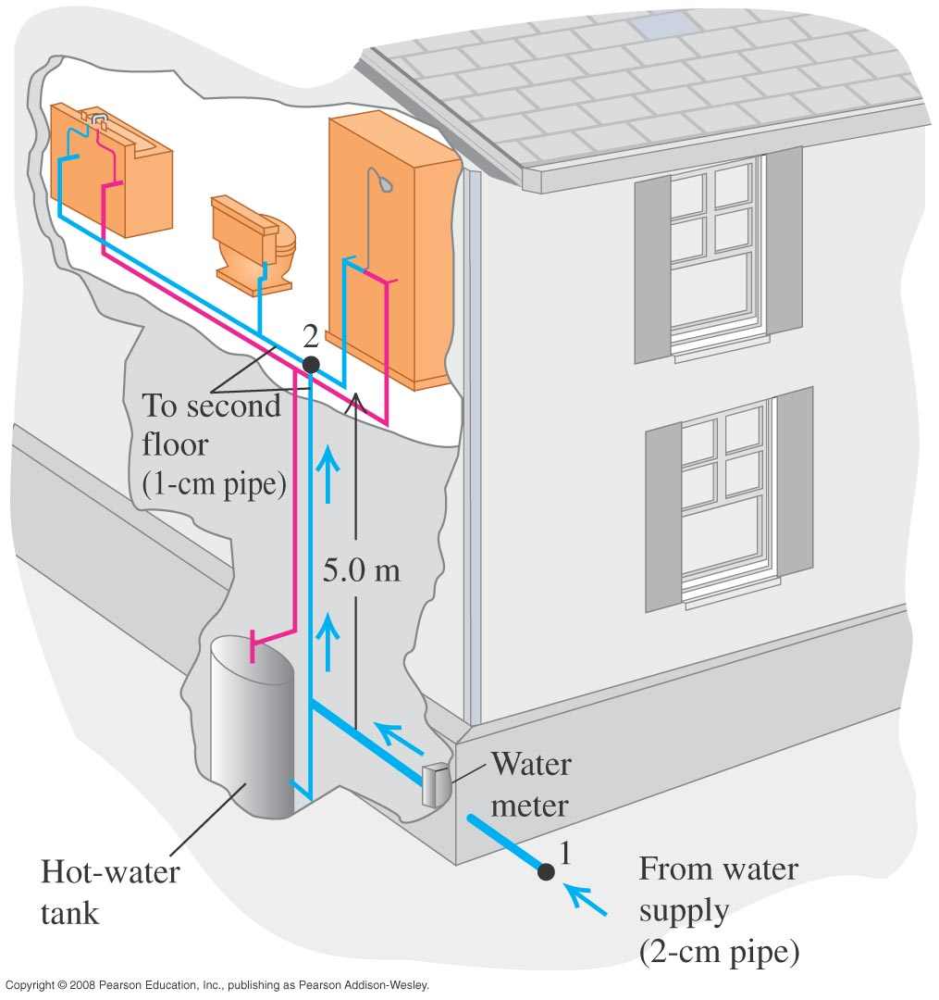 2
To second
floor
(1-cm pipe)
5.0 m
Water
meter
1
Hot-water
tank
From water
supply
(2-cm pipe)
Copyright © 2008 Pearson Education, Inc., publishing as Pearson Addison-Wesley.